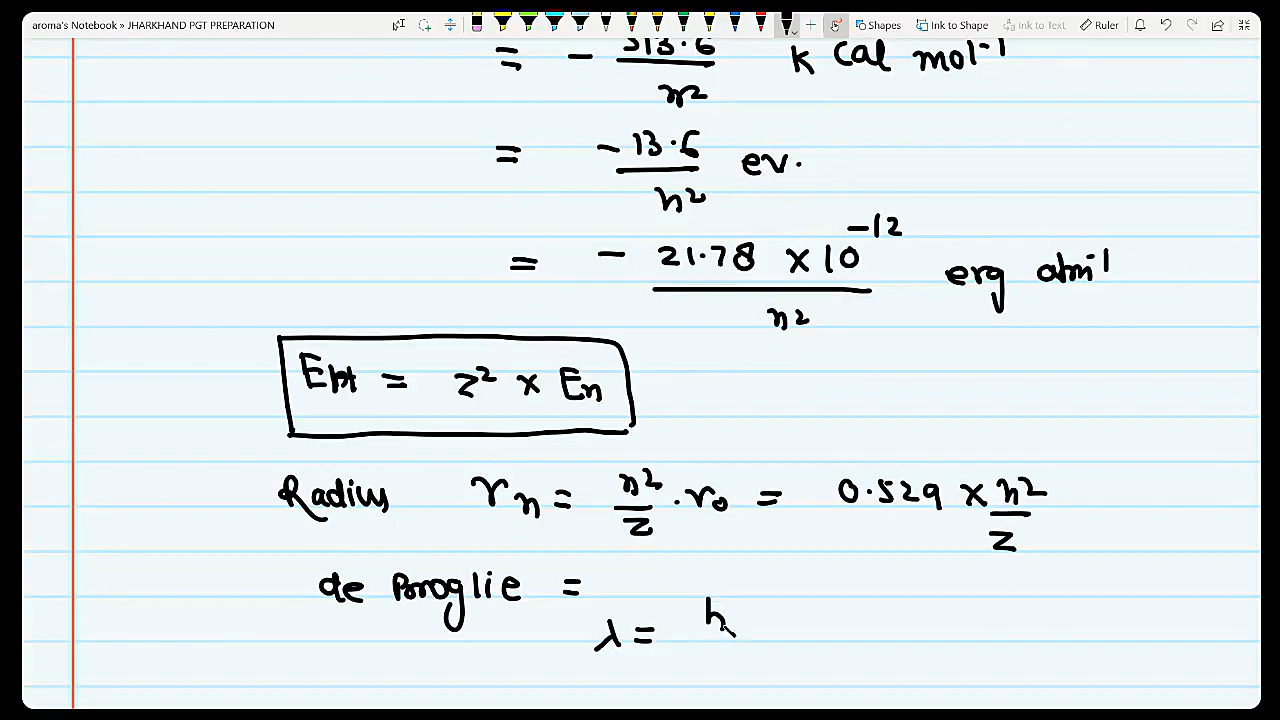 aroma's Notebook » JHARKHAND PGT PREPARATION Shapes Ink to Shape Ink to Text Ruler
= - 313.6 / n² K Cal mol⁻¹
= -13.6 / n² ev.
= - 21.78 × 10⁻¹² / n² erg atm⁻¹
= z² × En
Radius rn = n²/z . r₀ = 0.529 × n²/z
de Broglie =
λ = h